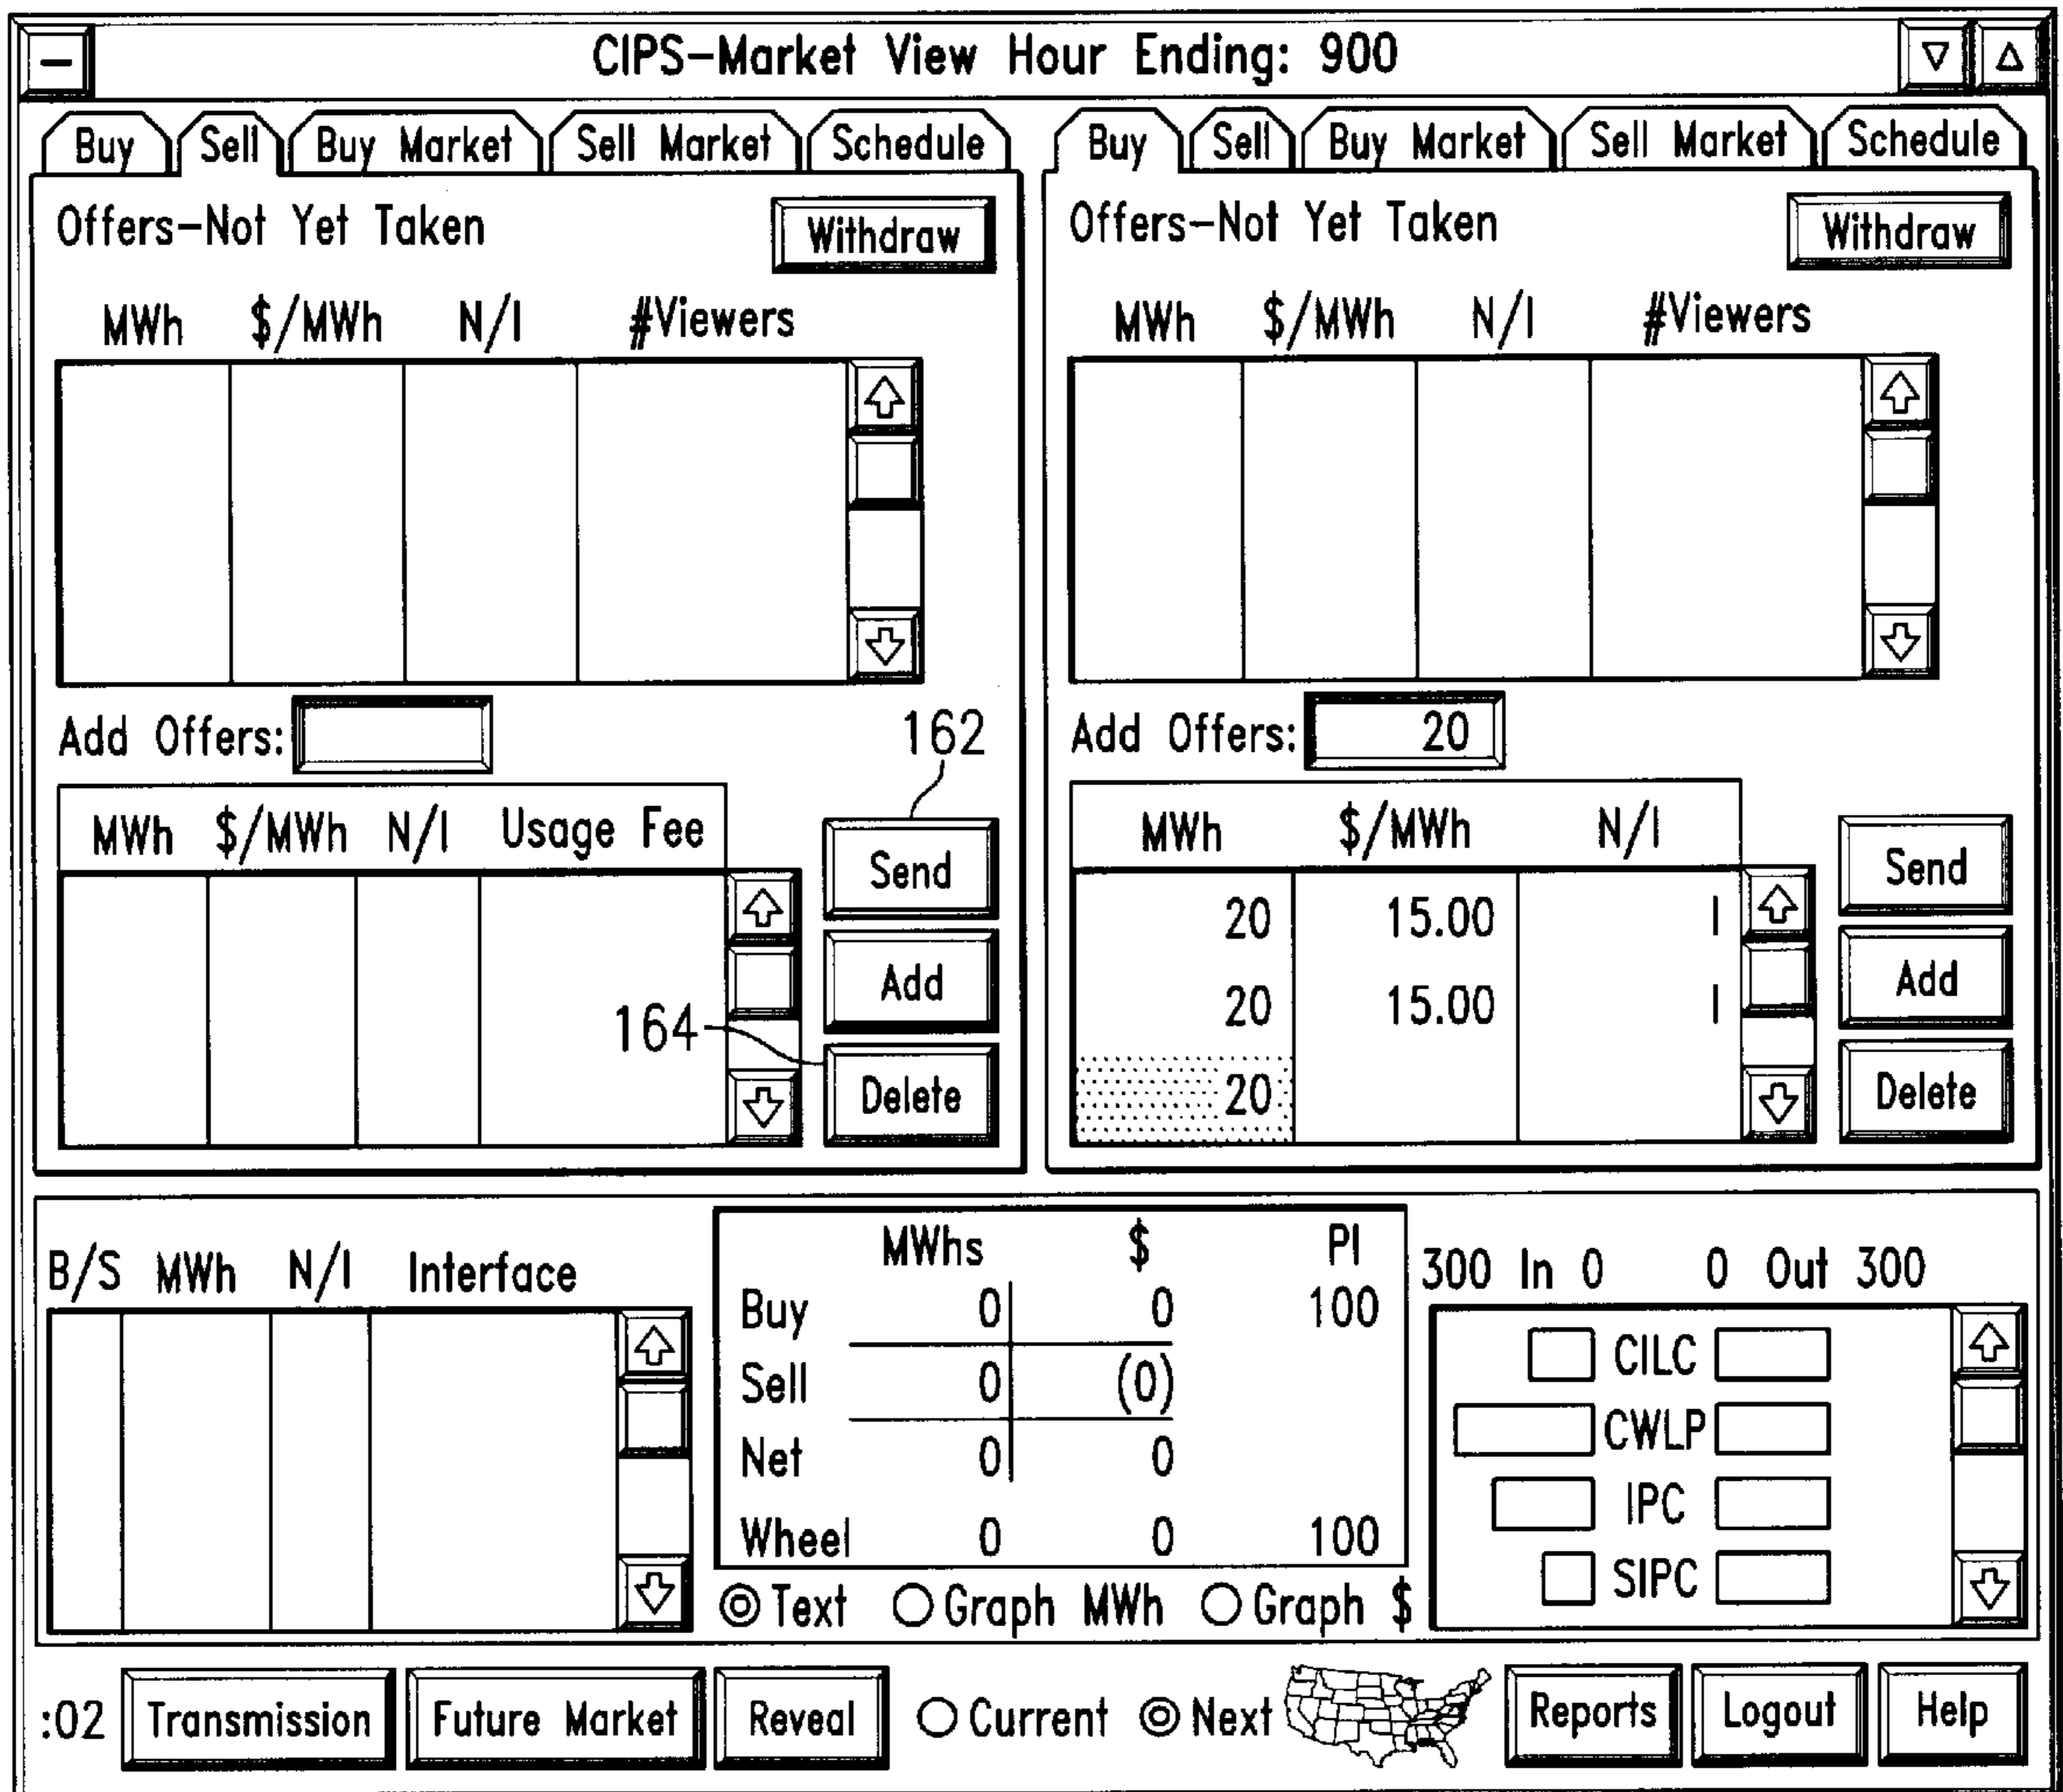 CIPS-Market View Hour Ending: 900
Buy Sell Buy Market Sell Market Schedule
Offers-Not Yet Taken Withdraw
MWh $/MWh N/I #Viewers
Add Offers:
162
MWh $/MWh N/I Usage Fee
Send
Add
164
Delete
Buy Sell Buy Market Sell Market Schedule
Offers-Not Yet Taken Withdraw
MWh $/MWh N/I #Viewers
Add Offers: 20
MWh $/MWh N/I
Send
20 15.00 I
Add
20 15.00 I
20
Delete
B/S MWh N/I Interface
MWhs $ PI
Buy 0 0 100
Sell 0 (0)
Net 0 0
Wheel 0 0 100
Text Graph MWh Graph $
300 In 0 0 Out 300
CILC
CWLP
IPC
SIPC
:02 Transmission Future Market Reveal Current Next Reports Logout Help